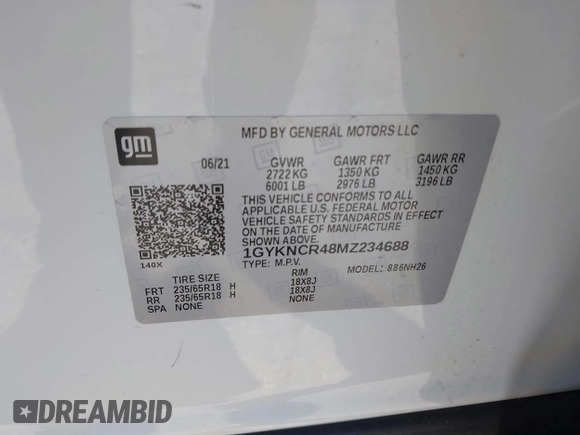 gm
MFD BY GENERAL MOTORS LLC
06/21 GVWR GAWR FRT GAWR RR
2722 KG 1350 KG 1450 KG
6001 LB 2976 LB 3196 LB
THIS VEHICLE CONFORMS TO ALL
APPLICABLE U.S. FEDERAL MOTOR
VEHICLE SAFETY STANDARDS IN EFFECT
ON THE DATE OF MANUFACTURE
SHOWN ABOVE.
1GYKNCR48MZ234688
140X
TYPE: M.P.V. MODEL: 886NH26
TIRE SIZE RIM
FRT 235/65R18 H 18X8J
RR 235/65R18 H 18X8J
SPA NONE NONE
DREAMBID